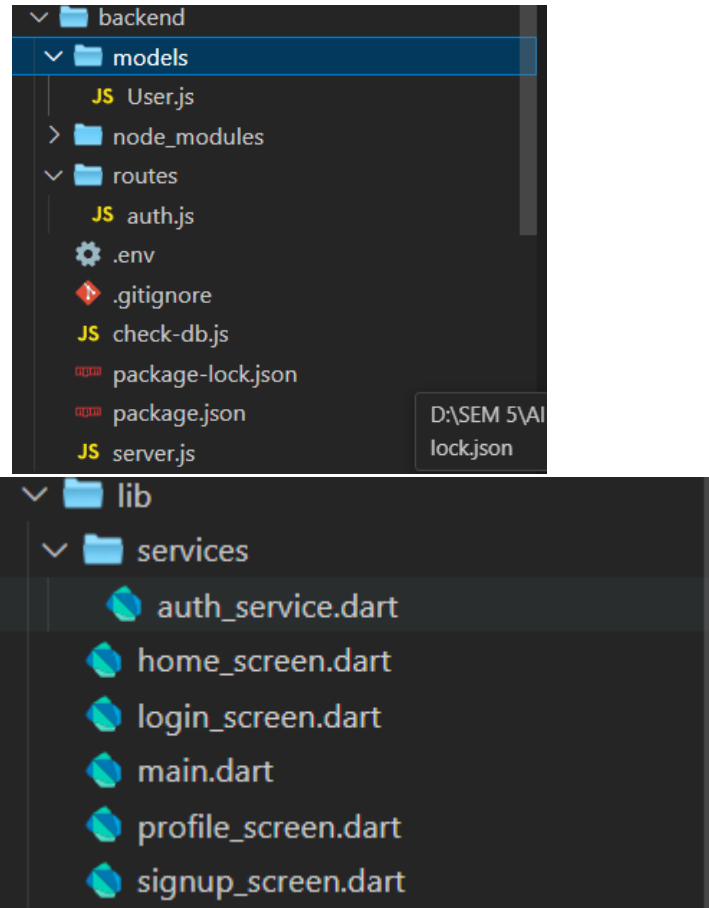 backend
models
JS User.js
node_modules
routes
JS auth.js
.env
.gitignore
JS check-db.js
package-lock.json
package.json
JS server.js
D:\SEM 5\AI
lock.json
lib
services
auth_service.dart
home_screen.dart
login_screen.dart
main.dart
profile_screen.dart
signup_screen.dart